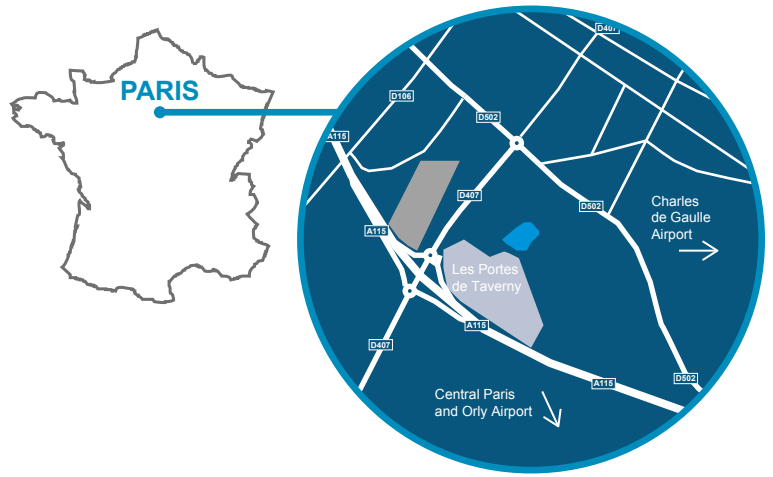 PARIS
D407
D106
D502
A115
D407
D502
Charles
de Gaulle
Airport
A115
Les Portes
de Taverny
A115
D407
D502
A115
Central Paris
and Orly Airport